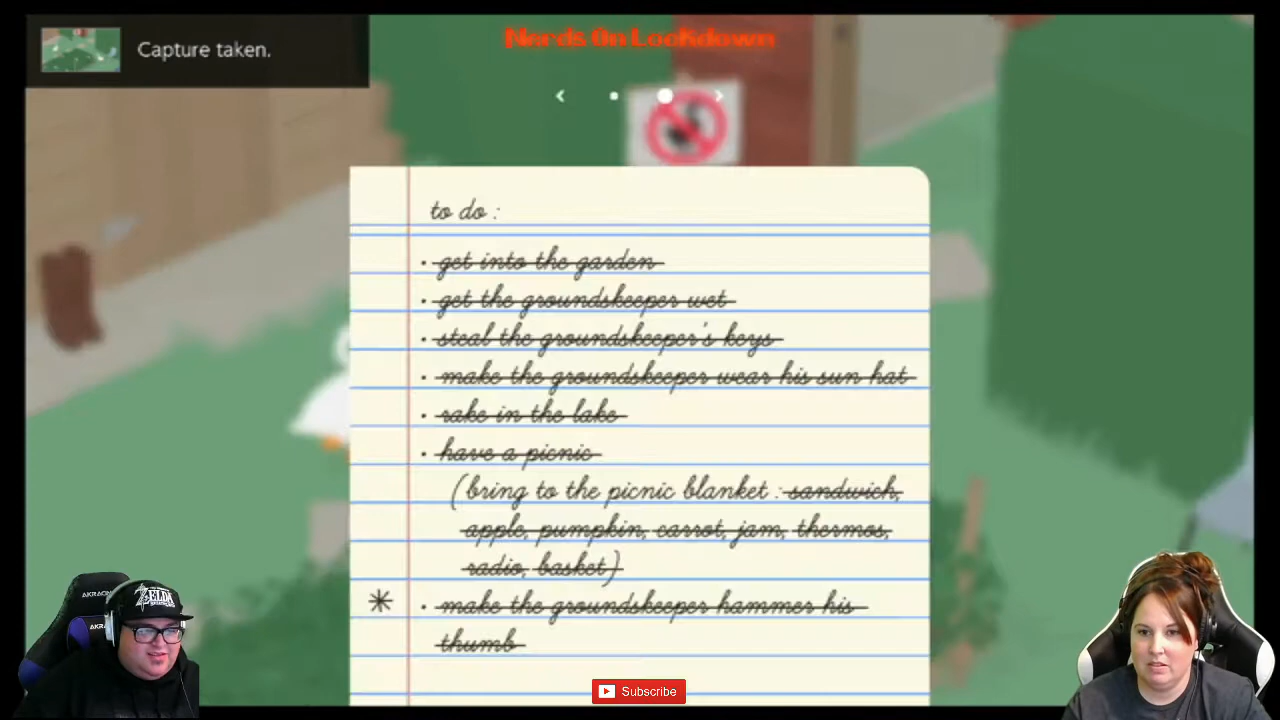 Capture taken.
Nerds On Lockdown
to do :
• get into the garden
• get the groundskeeper wet
• steal the groundskeeper's keys
• make the groundskeeper wear his sun hat
• rake in the lake
• have a picnic
(bring to the picnic blanket : sandwich,
apple, pumpkin, carrot, jam, thermos,
radio, basket)
• make the groundskeeper hammer his
thumb
ZELDA
AKRACING
Subscribe